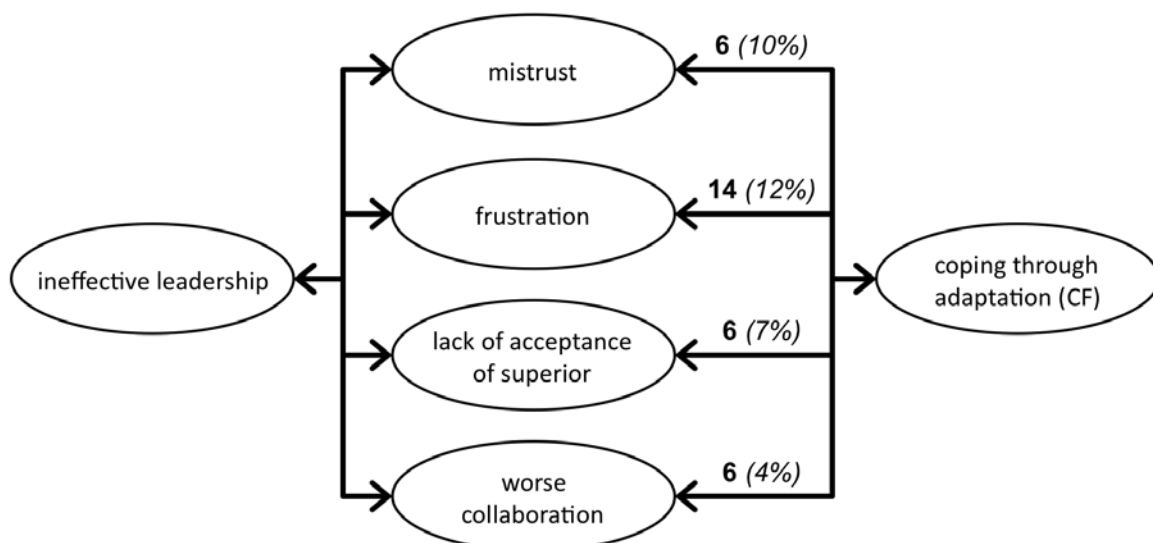 6 (10%)
mistrust
14 (12%)
frustration
ineffective leadership
coping through
adaptation (CF)
6 (7%)
lack of acceptance
of superior
6 (4%)
worse
collaboration